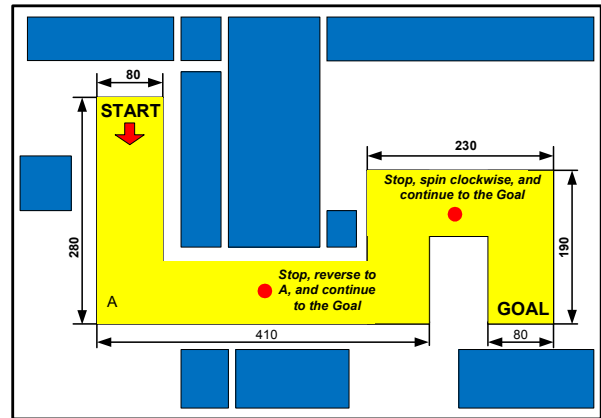 80
START
230
Stop, spin clockwise, and
continue to the Goal
280
190
Stop, reverse to
A, and continue
to the Goal
A
GOAL
410
80